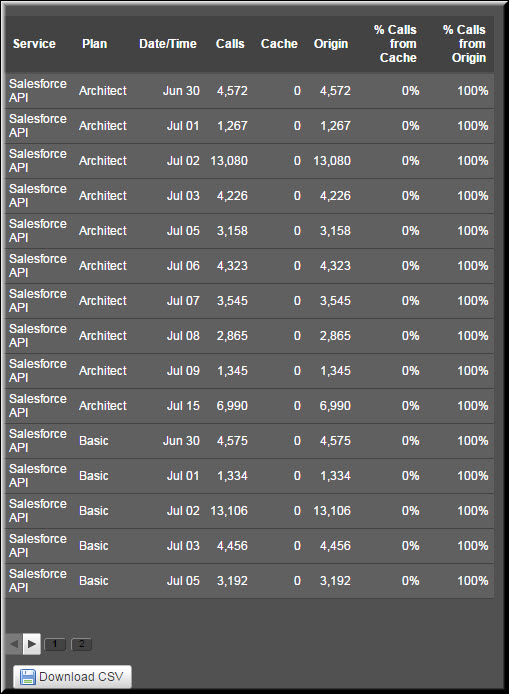 Service Plan Date/Time Calls Cache Origin % Calls from Cache % Calls from Origin
Salesforce API Architect Jun 30 4,572 0 4,572 0% 100%
Salesforce API Architect Jul 01 1,267 0 1,267 0% 100%
Salesforce API Architect Jul 02 13,080 0 13,080 0% 100%
Salesforce API Architect Jul 03 4,226 0 4,226 0% 100%
Salesforce API Architect Jul 05 3,158 0 3,158 0% 100%
Salesforce API Architect Jul 06 4,323 0 4,323 0% 100%
Salesforce API Architect Jul 07 3,545 0 3,545 0% 100%
Salesforce API Architect Jul 08 2,865 0 2,865 0% 100%
Salesforce API Architect Jul 09 1,345 0 1,345 0% 100%
Salesforce API Architect Jul 15 6,990 0 6,990 0% 100%
Salesforce API Basic Jun 30 4,575 0 4,575 0% 100%
Salesforce API Basic Jul 01 1,334 0 1,334 0% 100%
Salesforce API Basic Jul 02 13,106 0 13,106 0% 100%
Salesforce API Basic Jul 03 4,456 0 4,456 0% 100%
Salesforce API Basic Jul 05 3,192 0 3,192 0% 100%
1 2
Download CSV